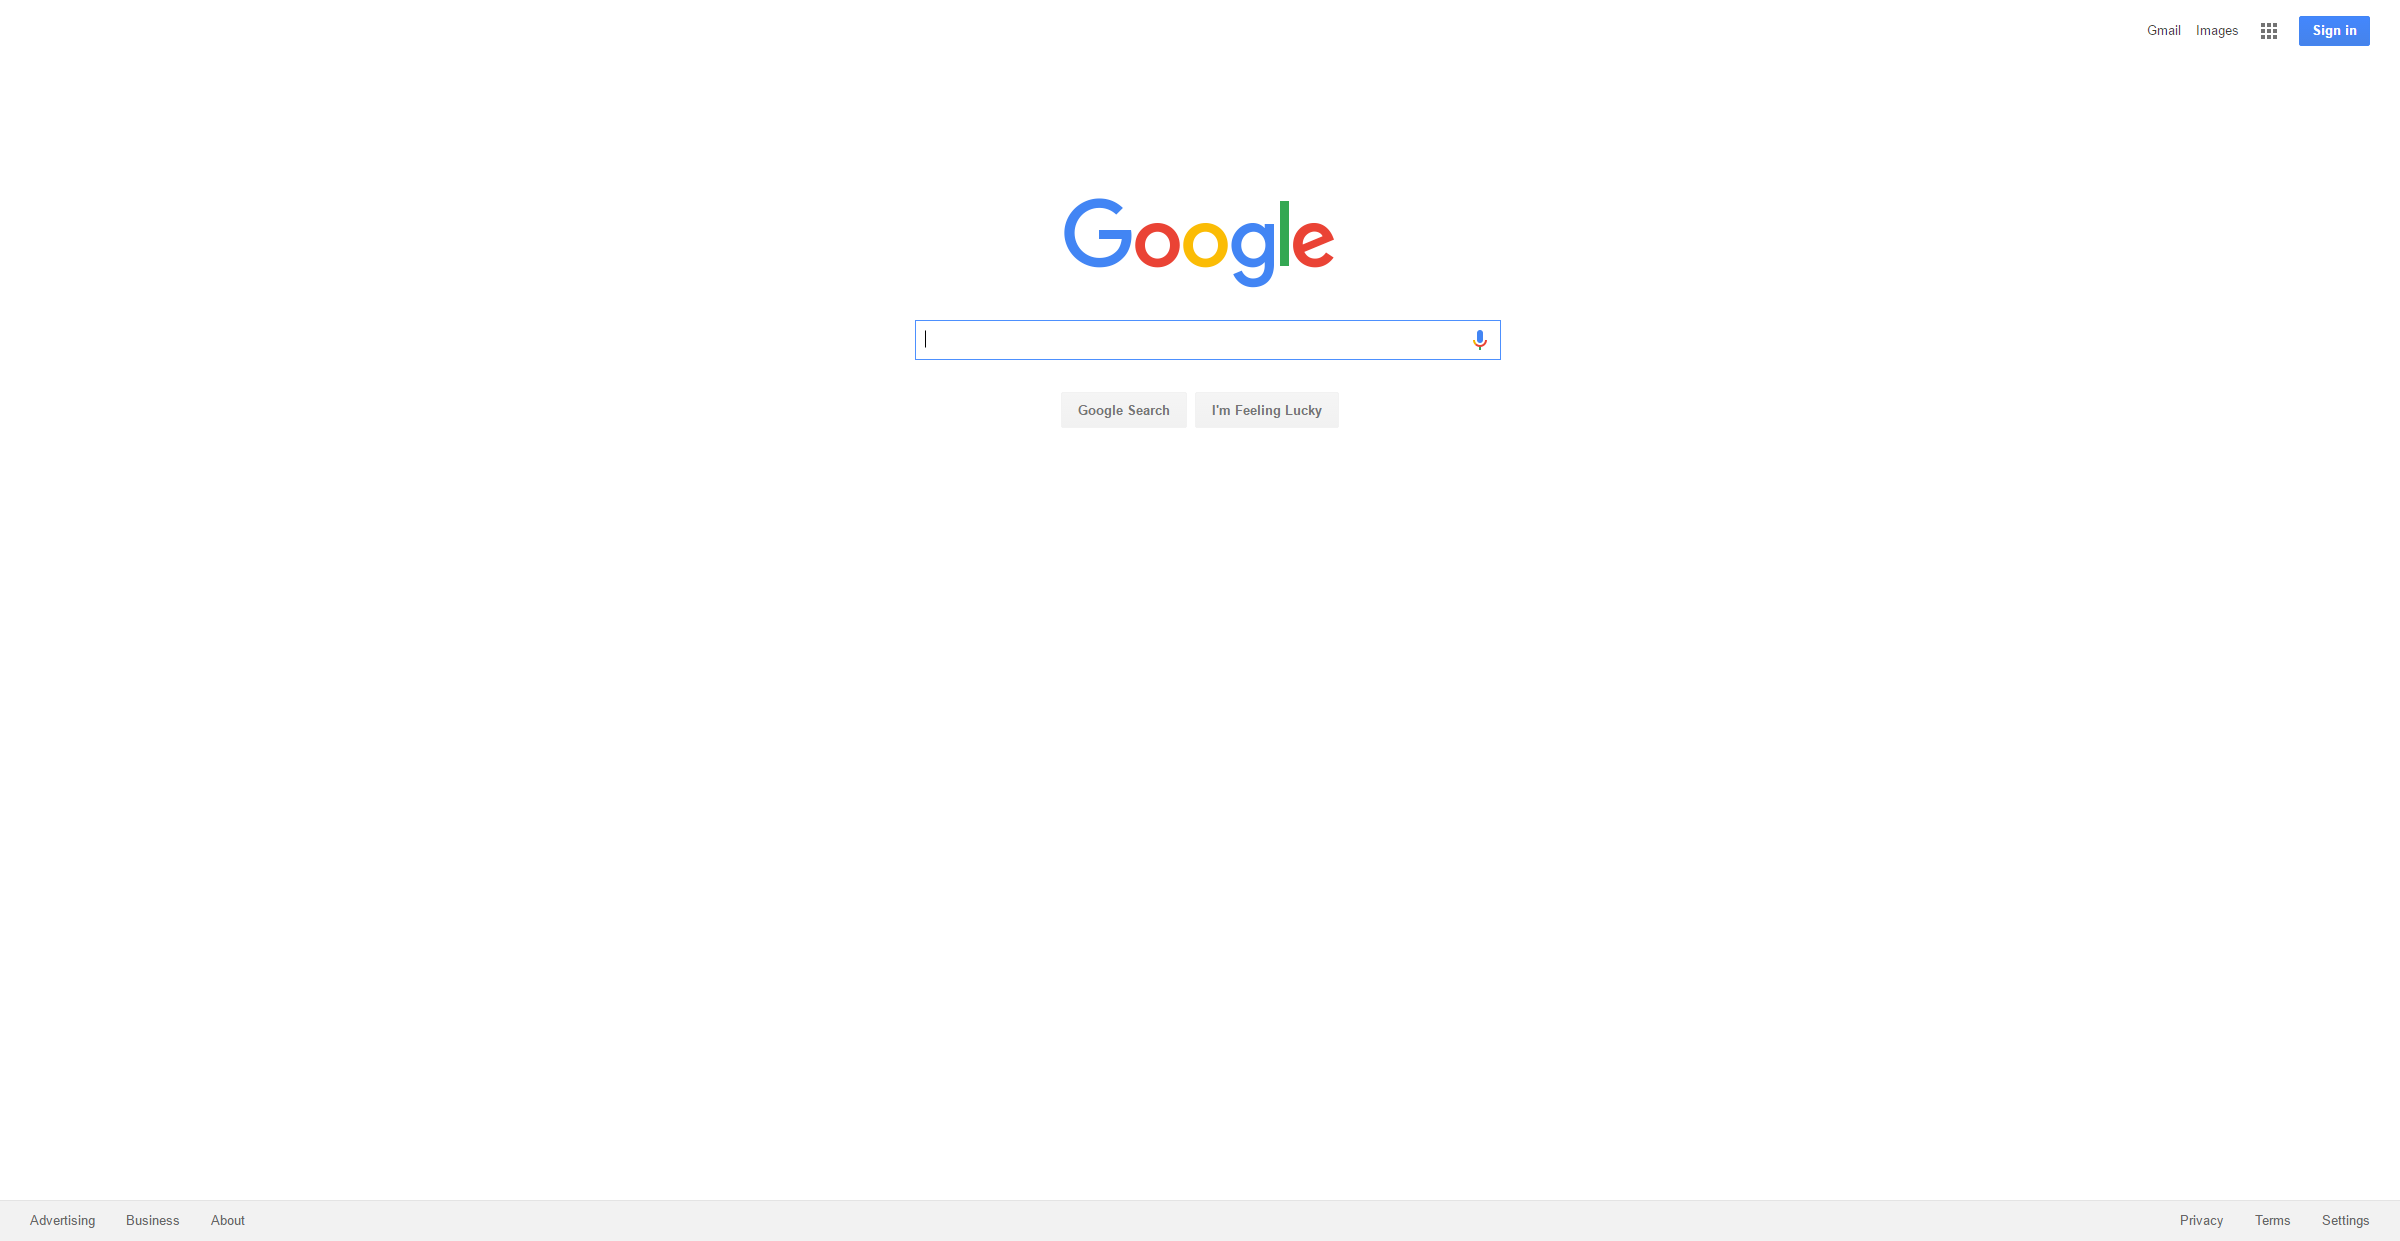 Gmail Images Sign in
Google
Google Search I'm Feeling Lucky
Advertising Business About Privacy Terms Settings